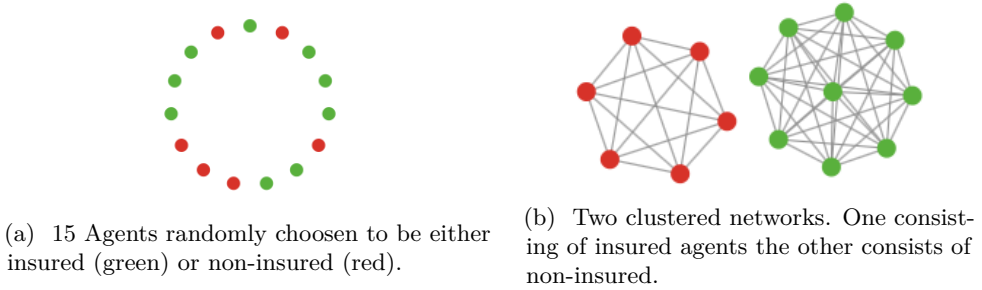 (a) 15 Agents randomly choosen to be either
insured (green) or non-insured (red).
(b) Two clustered networks. One consist-
ing of insured agents the other consists of
non-insured.